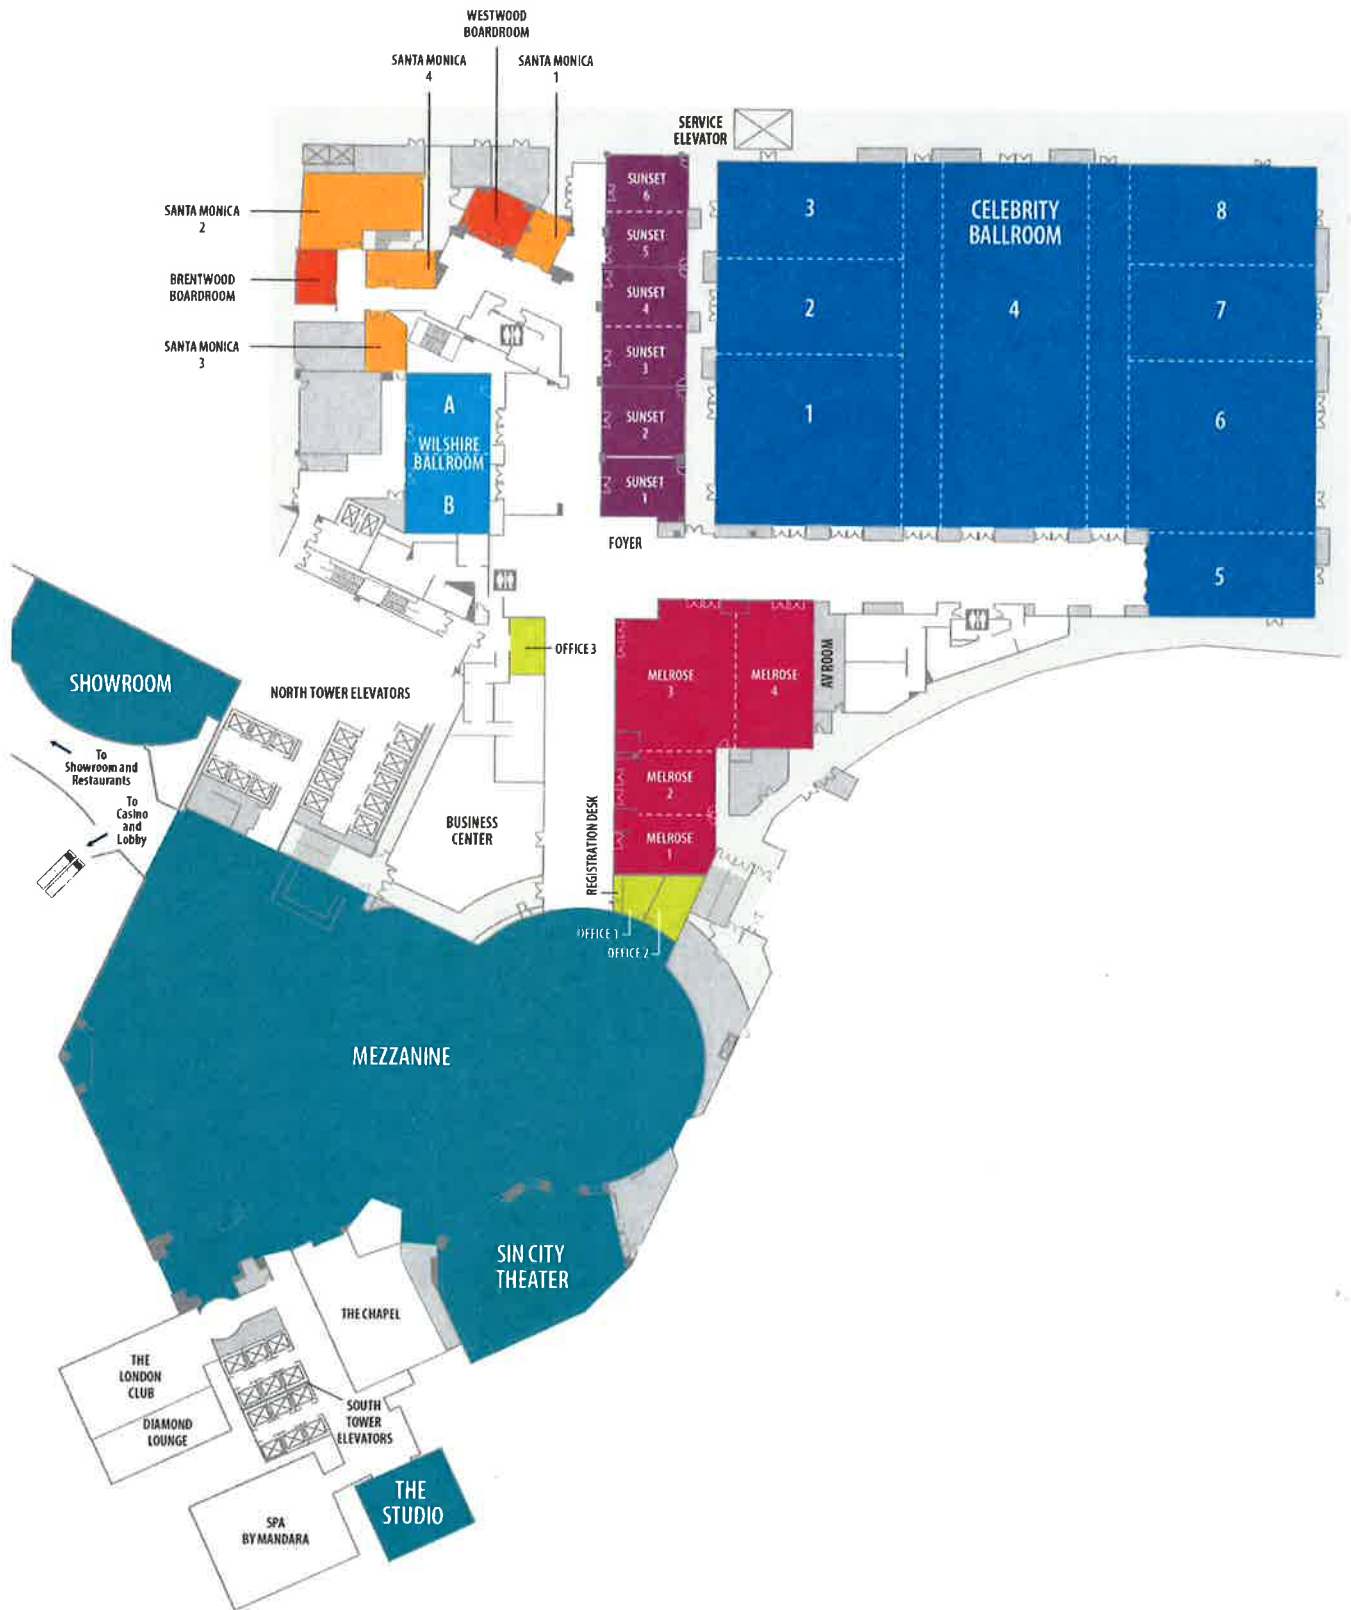 WESTWOOD
BOARDROOM
SANTA MONICA
4
SANTA MONICA
1
SERVICE
ELEVATOR
SANTA MONICA
2
BRENTWOOD
BOARDROOM
SANTA MONICA
3
SUNSET
6
SUNSET
5
SUNSET
4
SUNSET
3
SUNSET
2
SUNSET
1
CELEBRITY
BALLROOM
3
2
1
4
8
7
6
5
A
WILSHIRE
BALLROOM
B
FOYER
OFFICE 3
MELROSE
3
MELROSE
4
AV ROOM
MELROSE
2
MELROSE
1
REGISTRATION DESK
OFFICE 1
OFFICE 2
SHOWROOM
NORTH TOWER ELEVATORS
To
Showroom and
Restaurants
To
Casino
and
Lobby
BUSINESS
CENTER
MEZZANINE
SIN CITY
THEATER
THE CHAPEL
THE
LONDON
CLUB
DIAMOND
LOUNGE
SOUTH
TOWER
ELEVATORS
THE
STUDIO
SPA
BY MANDARA